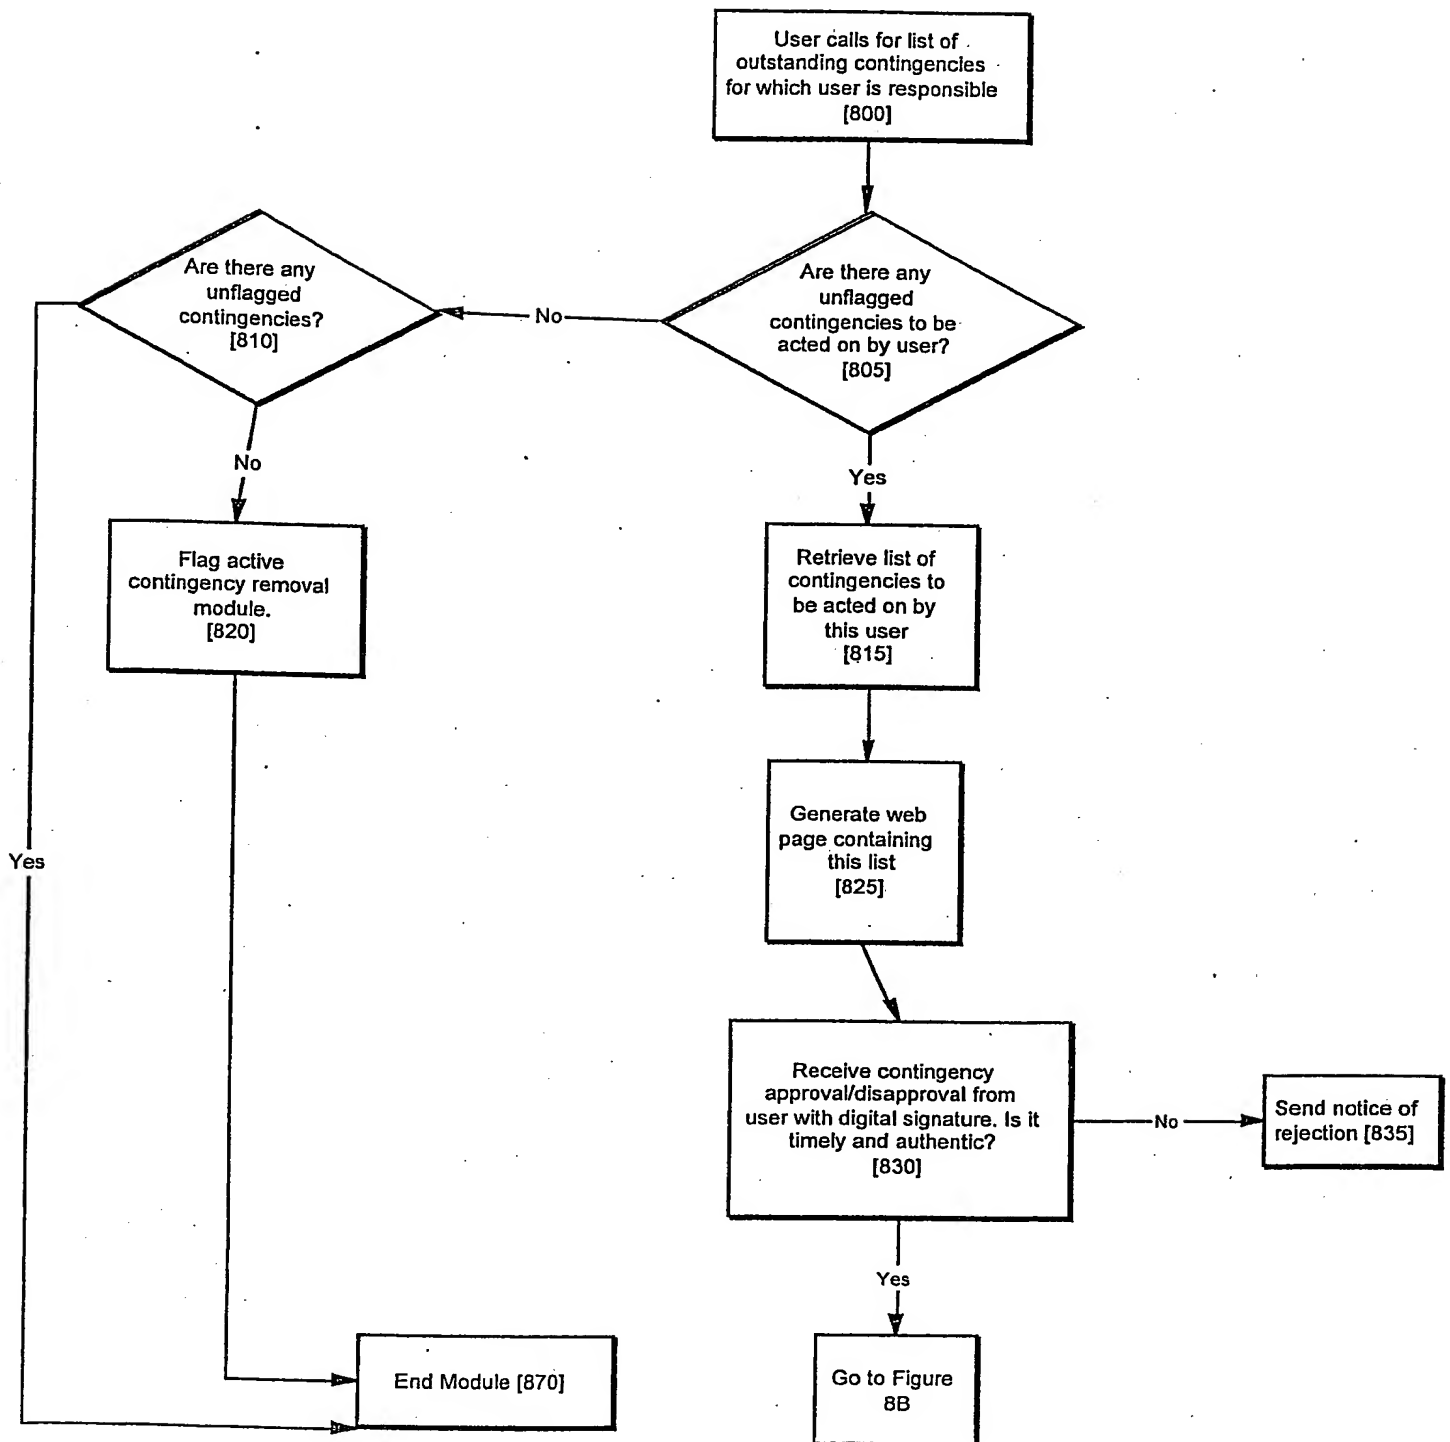 User calls for list of
outstanding contingencies
for which user is responsible
[800]
Are there any
unflagged
contingencies?
[810]
No
Are there any
unflagged
contingencies to be
acted on by user?
[805]
No
Yes
Flag active
contingency removal
module.
[820]
Retrieve list of
contingencies to
be acted on by
this user
[815]
Generate web
page containing
this list
[825]
Yes
Receive contingency
approval/disapproval from
user with digital signature. Is it
timely and authentic?
[830]
No
Send notice of
rejection [835]
Yes
End Module [870]
Go to Figure
8B